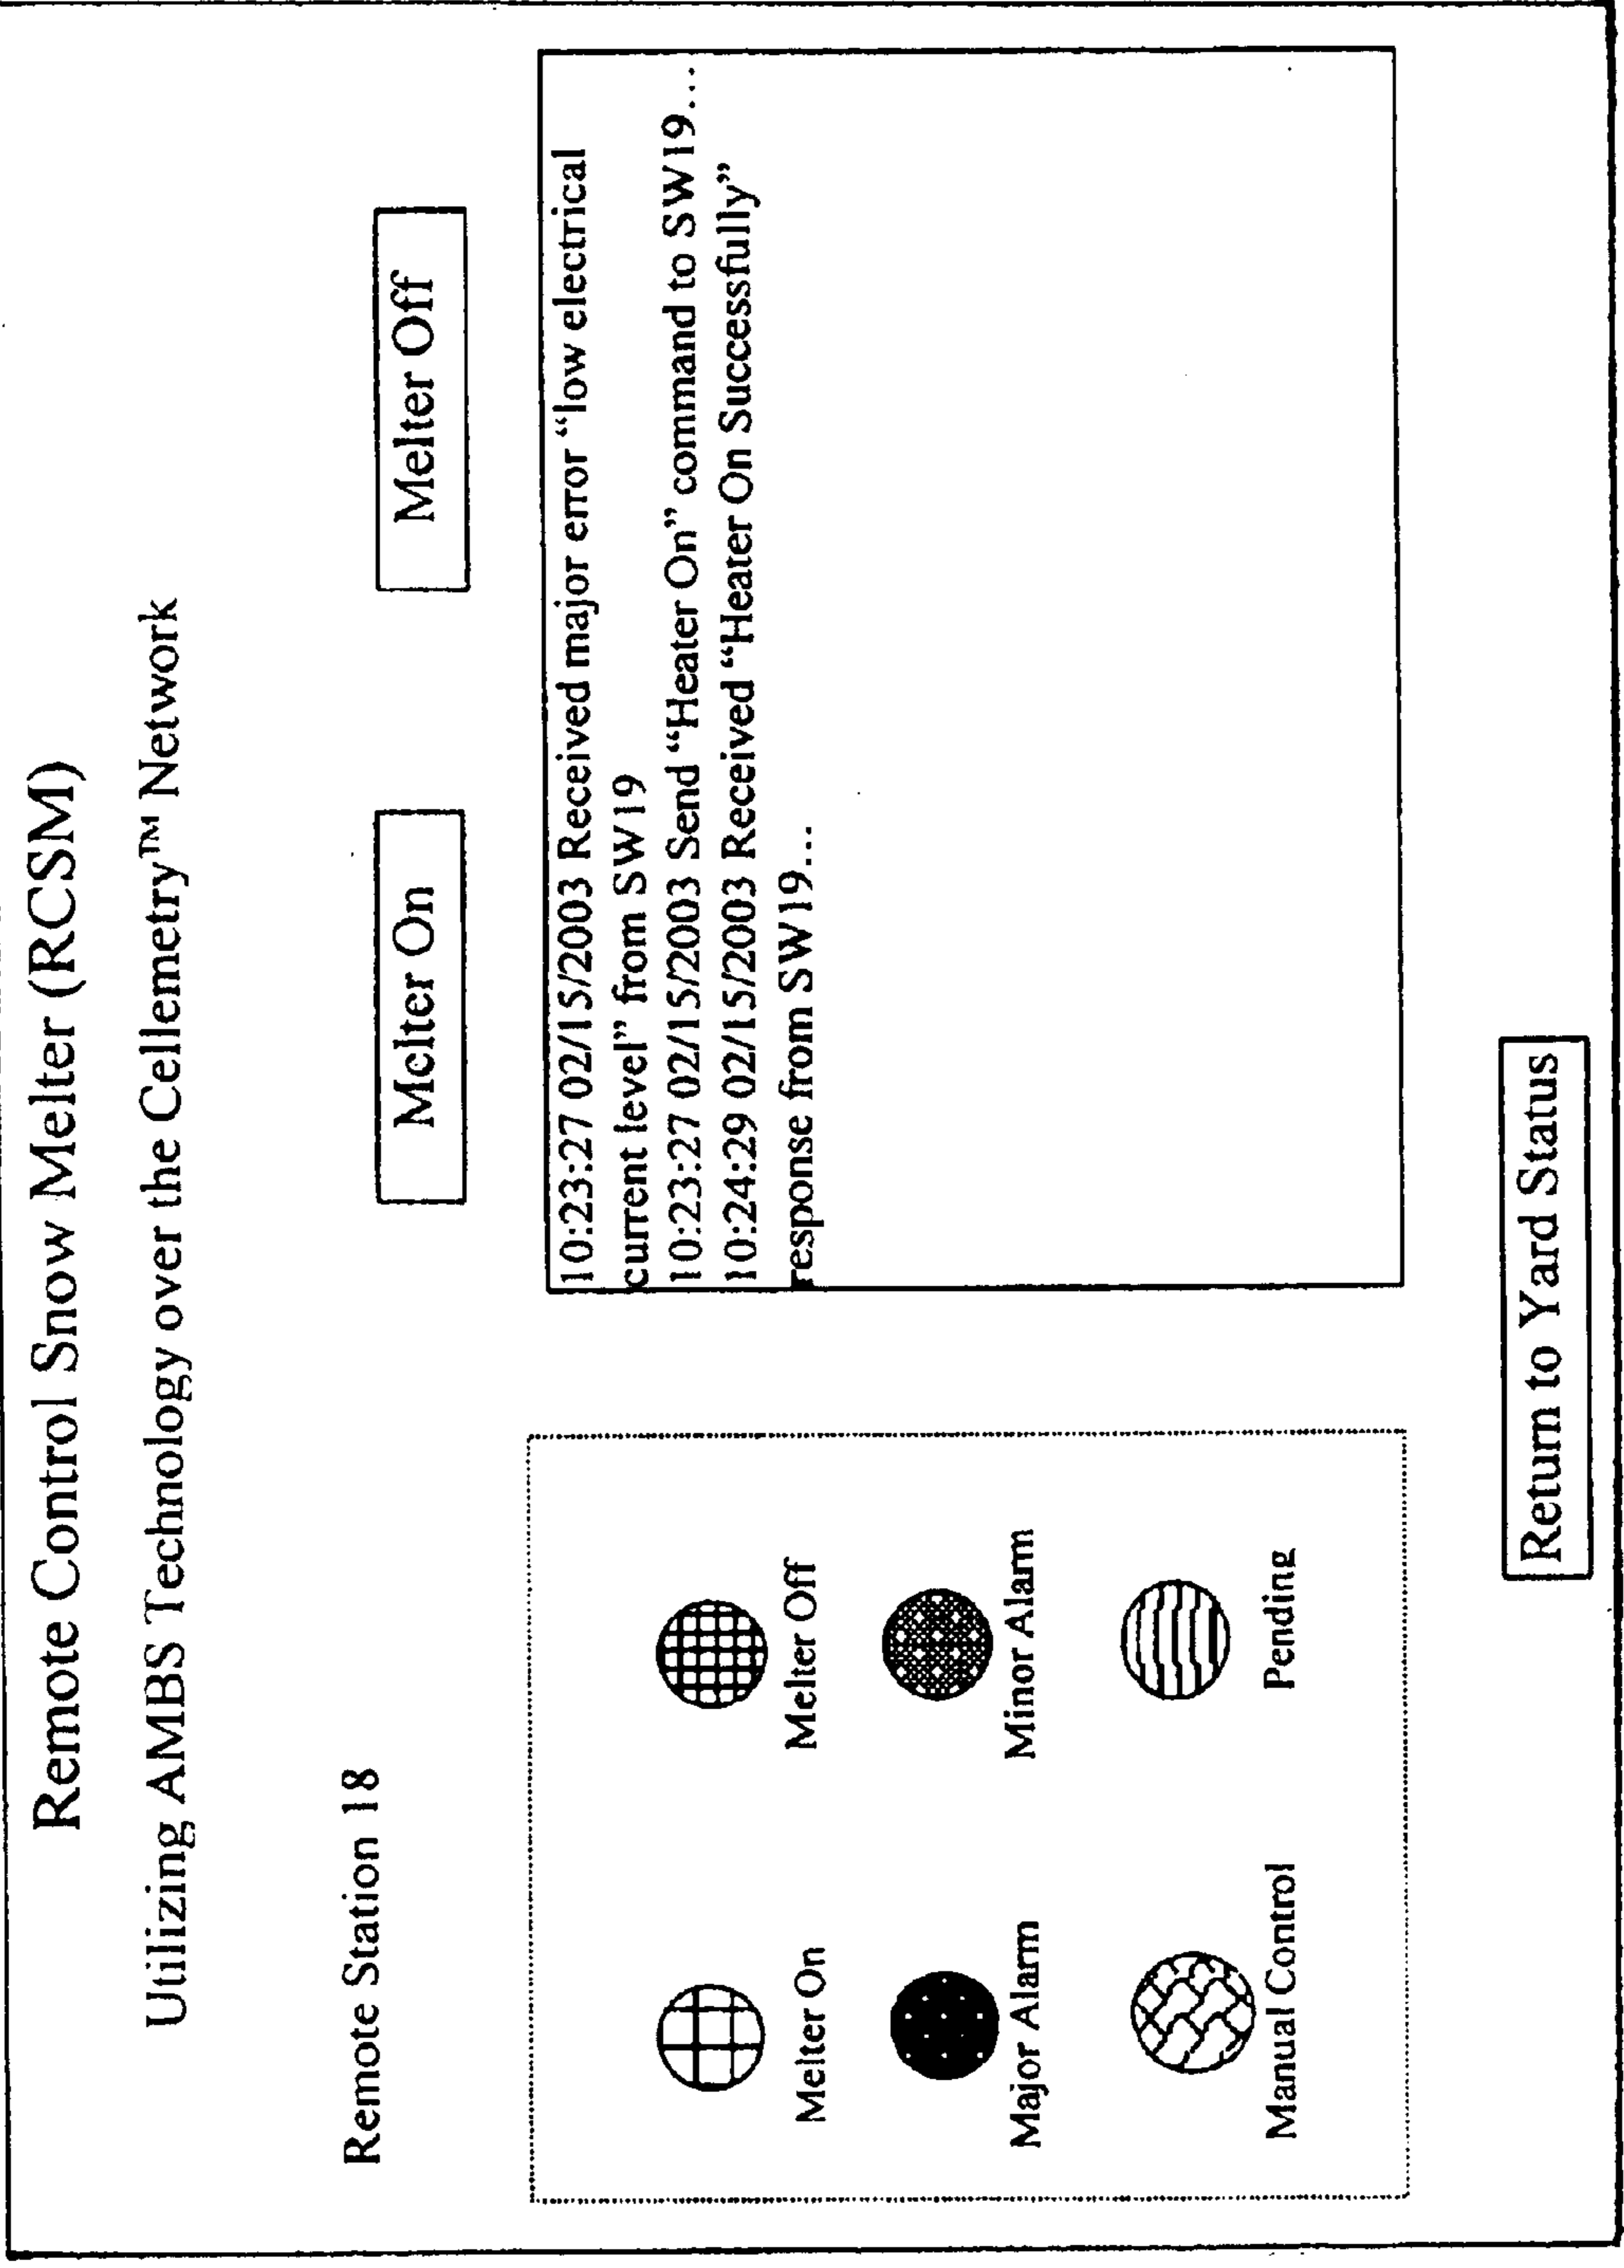 Remote Control Snow Melter (RCSM)
Utilizing AMBS Technology over the Cellemetry™ Network
Remote Station 18
Melter On
Melter Off
Melter On
Melter Off
Major Alarm
Minor Alarm
Manual Control
Pending
10:23:27 02/15/2003 Received major error “low electrical
current level” from SW19
10:23:27 02/15/2003 Send “Heater On” command to SW19...
10:24:29 02/15/2003 Received “Heater On Successfully”
response from SW19...
Return to Yard Status